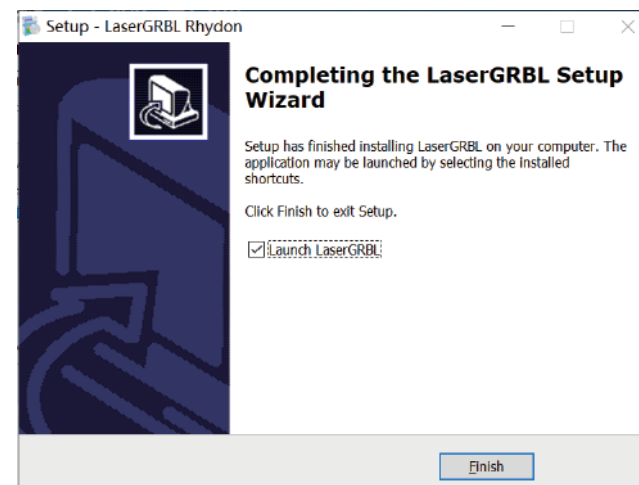 Setup - LaserGRBL Rhydon
Completing the LaserGRBL Setup
Wizard
Setup has finished installing LaserGRBL on your computer. The
application may be launched by selecting the installed
shortcuts.
Click Finish to exit Setup.
Launch LaserGRBL
Finish